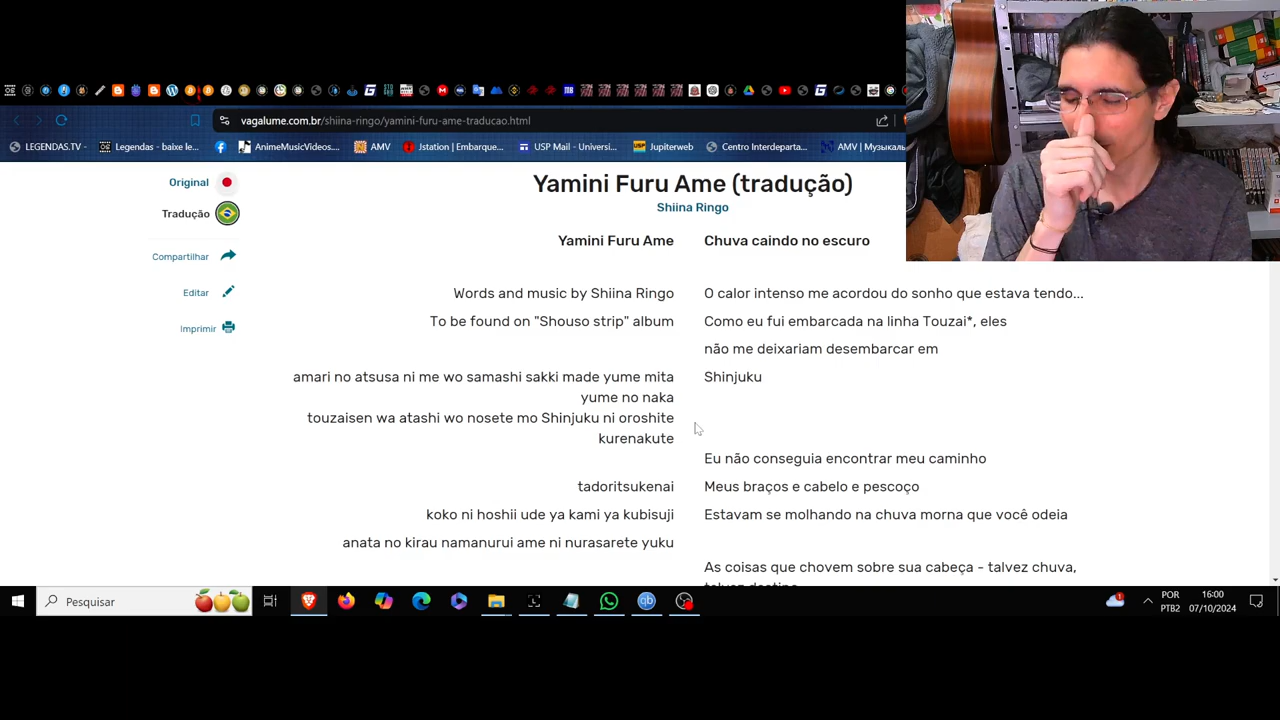 vagalume.com.br/shiina-ringo/yamini-furu-ame-traducao.html
LEGENDAS.TV -
Legendas - baixe le...
AnimeMusicVideos....
AMV
Jstation | Embarque...
USP Mail - Universi...
Jupiterweb
Centro Interdeparta...
AMV | Музыкаль
Original
Tradução
Compartilhar
Editar
Imprimir
Yamini Furu Ame (tradução)
Shiina Ringo
Yamini Furu Ame
Words and music by Shiina Ringo
To be found on "Shouso strip" album
amari no atsusa ni me wo samashi sakki made yume mita
yume no naka
touzaisen wa atashi wo nosete mo Shinjuku ni oroshite
kurenakute
tadoritsukenai
koko ni hoshii ude ya kami ya kubisuji
anata no kirau namanurui ame ni nurasarete yuku
Chuva caindo no escuro
O calor intenso me acordou do sonho que estava tendo...
Como eu fui embarcada na linha Touzai*, eles
não me deixariam desembarcar em
Shinjuku
Eu não conseguia encontrar meu caminho
Meus braços e cabelo e pescoço
Estavam se molhando na chuva morna que você odeia
As coisas que chovem sobre sua cabeça - talvez chuva,
talvez destino
Pesquisar
POR
PTB2
16:00
07/10/2024